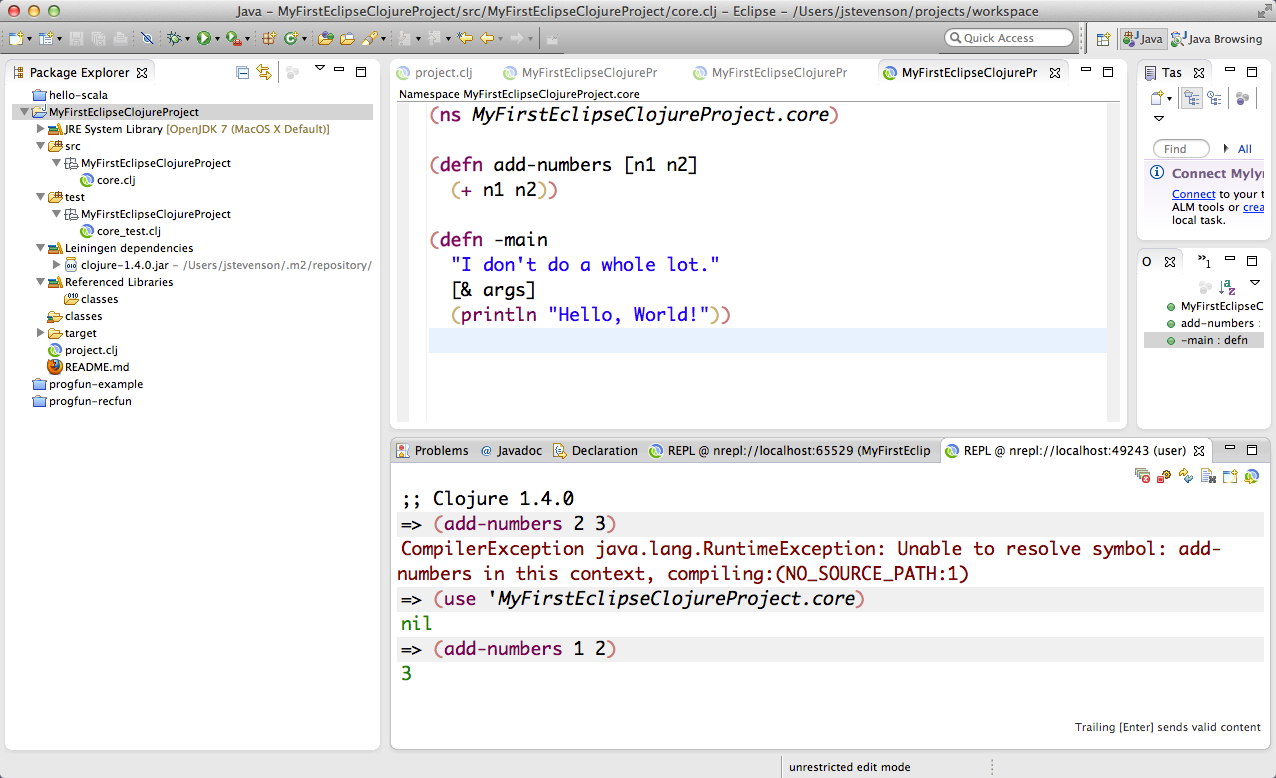 Java – MyFirstEclipseClojureProject/src/MyFirstEclipseClojureProject/core.clj – Eclipse – /Users/jstevenson/projects/workspace
Quick Access
Java
Java Browsing
Package Explorer
hello-scala
MyFirstEclipseClojureProject
JRE System Library [OpenJDK 7 (MacOS X Default)]
src
MyFirstEclipseClojureProject
core.clj
test
MyFirstEclipseClojureProject
core_test.clj
Leiningen dependencies
clojure-1.4.0.jar – /Users/jstevenson/.m2/repository/
Referenced Libraries
classes
classes
target
project.clj
README.md
progfun-example
progfun-recfun
project.clj
MyFirstEclipseClojurePr
MyFirstEclipseClojurePr
MyFirstEclipseClojurePr
Namespace MyFirstEclipseClojureProject.core
(ns MyFirstEclipseClojureProject.core)
(defn add-numbers [n1 n2]
(+ n1 n2))
(defn -main
"I don't do a whole lot."
[& args]
(println "Hello, World!"))
Tas
Find
All
Connect Myly
Connect to your t
ALM tools or crea
local task.
O
»1
MyFirstEclipseC
add-numbers :
-main : defn
Problems
@ Javadoc
Declaration
REPL @ nrepl://localhost:65529 (MyFirstEclip
REPL @ nrepl://localhost:49243 (user)
;; Clojure 1.4.0
=> (add-numbers 2 3)
CompilerException java.lang.RuntimeException: Unable to resolve symbol: add-
numbers in this context, compiling:(NO_SOURCE_PATH:1)
=> (use 'MyFirstEclipseClojureProject.core)
nil
=> (add-numbers 1 2)
3
Trailing [Enter] sends valid content
unrestricted edit mode